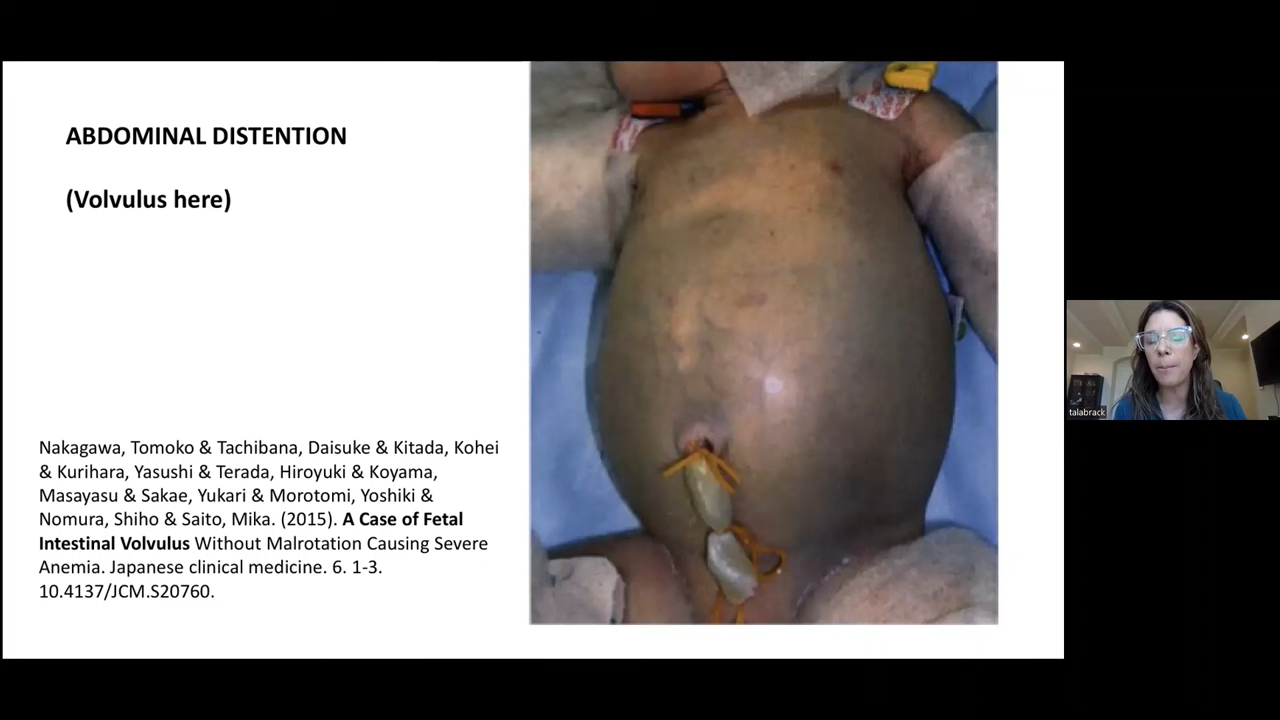 ABDOMINAL DISTENTION
(Volvulus here)
Nakagawa, Tomoko & Tachibana, Daisuke & Kitada, Kohei
& Kurihara, Yasushi & Terada, Hiroyuki & Koyama,
Masayasu & Sakae, Yukari & Morotomi, Yoshiki &
Nomura, Shiho & Saito, Mika. (2015). A Case of Fetal
Intestinal Volvulus Without Malrotation Causing Severe
Anemia. Japanese clinical medicine. 6. 1-3.
10.4137/JCM.S20760.
talabrack